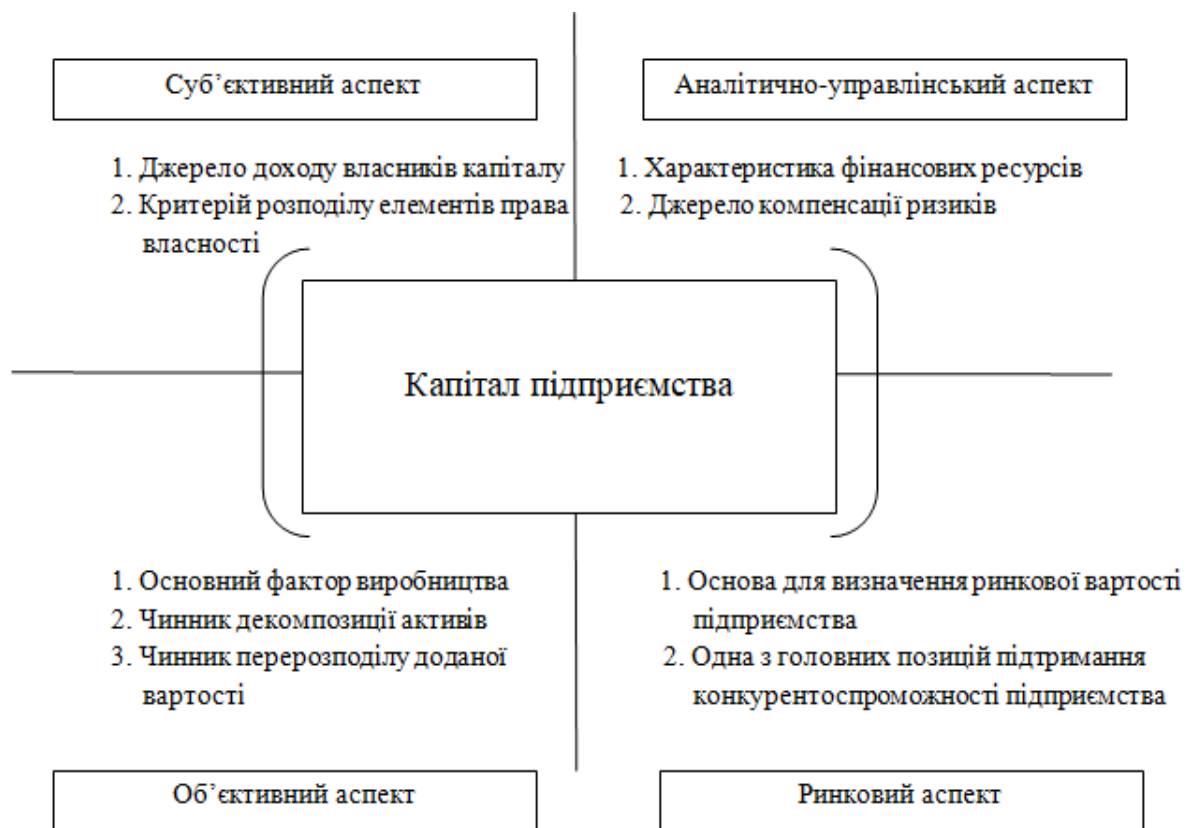 Суб’єктивний аспект
Аналітично-управлінський аспект
1. Джерело доходу власників капіталу
2. Критерій розподілу елементів права
власності
1. Характеристика фінансових ресурсів
2. Джерело компенсації ризиків
Капітал підприємства
1. Основний фактор виробництва
2. Чинник декомпозиції активів
3. Чинник перерозподілу доданої
вартості
1. Основа для визначення ринкової вартості
підприємства
2. Одна з головних позицій підтримання
конкурентоспроможності підприємства
Об’єктивний аспект
Ринковий аспект